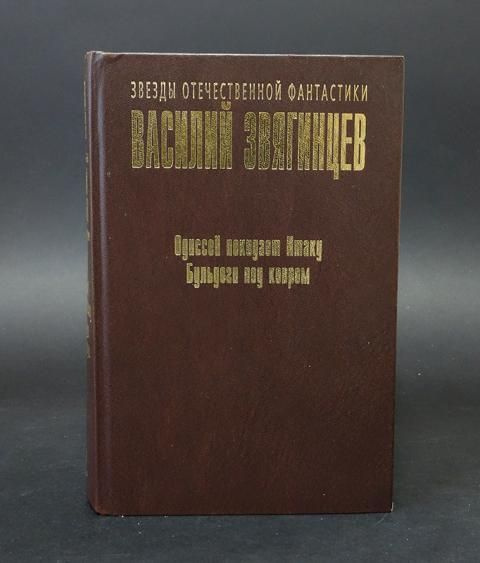 ЗВЕЗДЫ ОТЕЧЕСТВЕННОЙ ФАНТАСТИКИ
ВАСИЛИЙ ЗВЯГИНЦЕВ
Одиссей покидает Итаку
Бульдоги под ковром